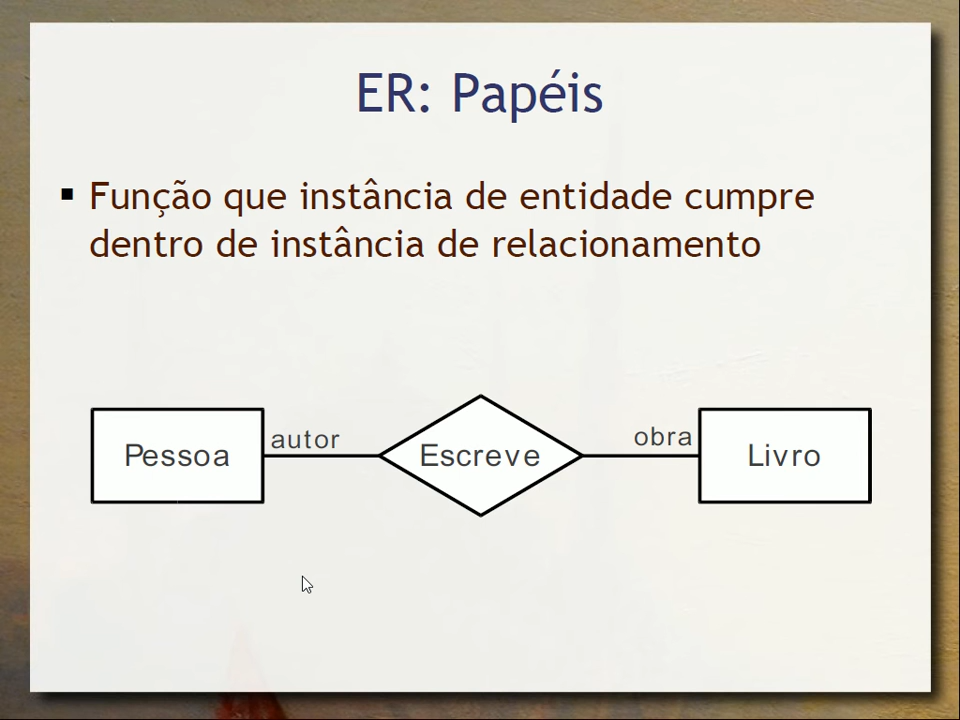 ER: Papéis
Função que instância de entidade cumpre
dentro de instância de relacionamento
Pessoa
autor
Escreve
obra
Livro